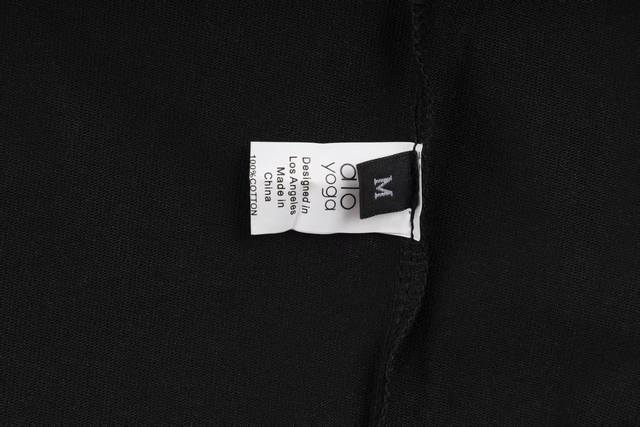 M
alo
yoga
Designed in
Los Angeles
Made in
China
100%COTTON